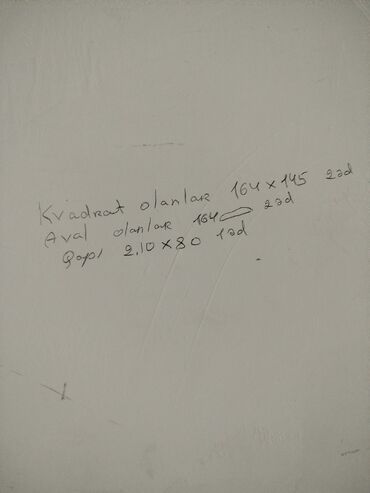 Kvadrat olanlar 164 x 145 2əd
Aval olanlar 164 2əd
Qapı 2.10 x 80 1əd